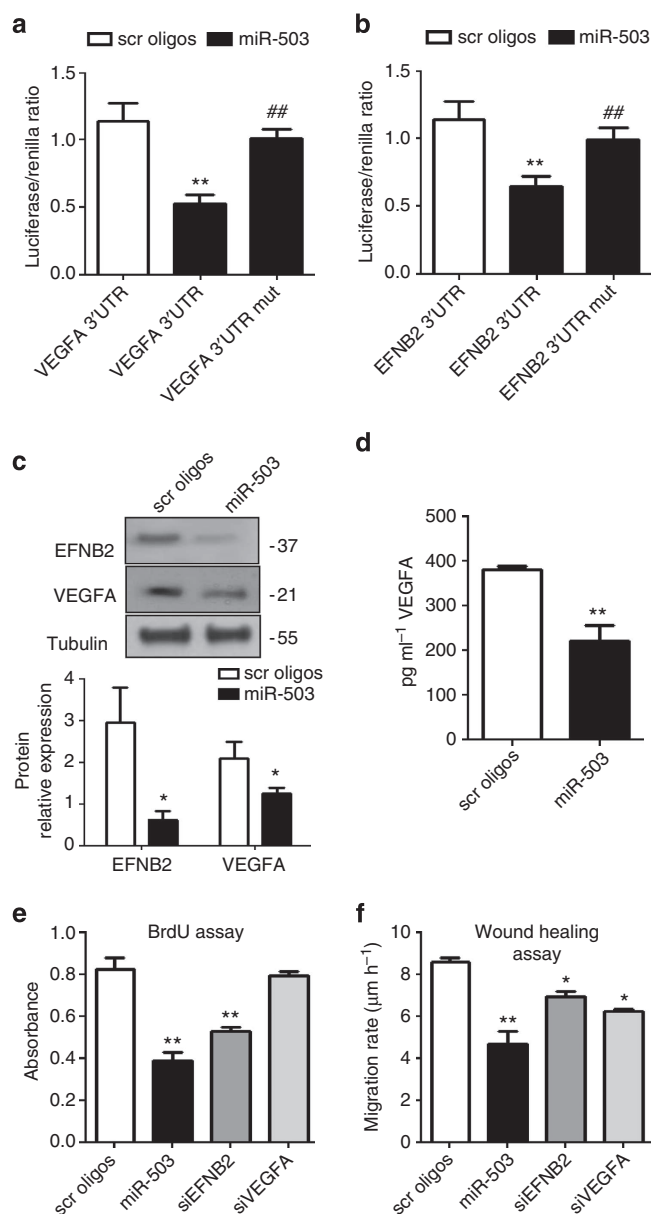 a
scr oligos miR-503
Luciferase/renilla ratio
1.5
1.0
0.5
0.0
**
##
VEGFA 3′UTR
VEGFA 3′UTR
VEGFA 3′UTR mut
b
scr oligos miR-503
Luciferase/renilla ratio
1.5
1.0
0.5
0.0
**
##
EFNB2 3′UTR
EFNB2 3′UTR
EFNB2 3′UTR mut
c
scr oligos
miR-503
EFNB2 -37
VEGFA -21
Tubulin -55
scr oligos
miR-503
Protein
relative expression
4
3
2
1
0
*
*
EFNB2 VEGFA
d
pg ml⁻¹ VEGFA
500
400
300
200
100
0
**
scr oligos
miR-503
e
BrdU assay
Absorbance
0.8
0.6
0.4
0.2
0.0
**
**
scr oligos
miR-503
siEFNB2
siVEGFA
f
Wound healing
assay
Migration rate (μm h⁻¹)
10
8
6
4
2
0
**
*
*
scr oligos
miR-503
siEFNB2
siVEGFA